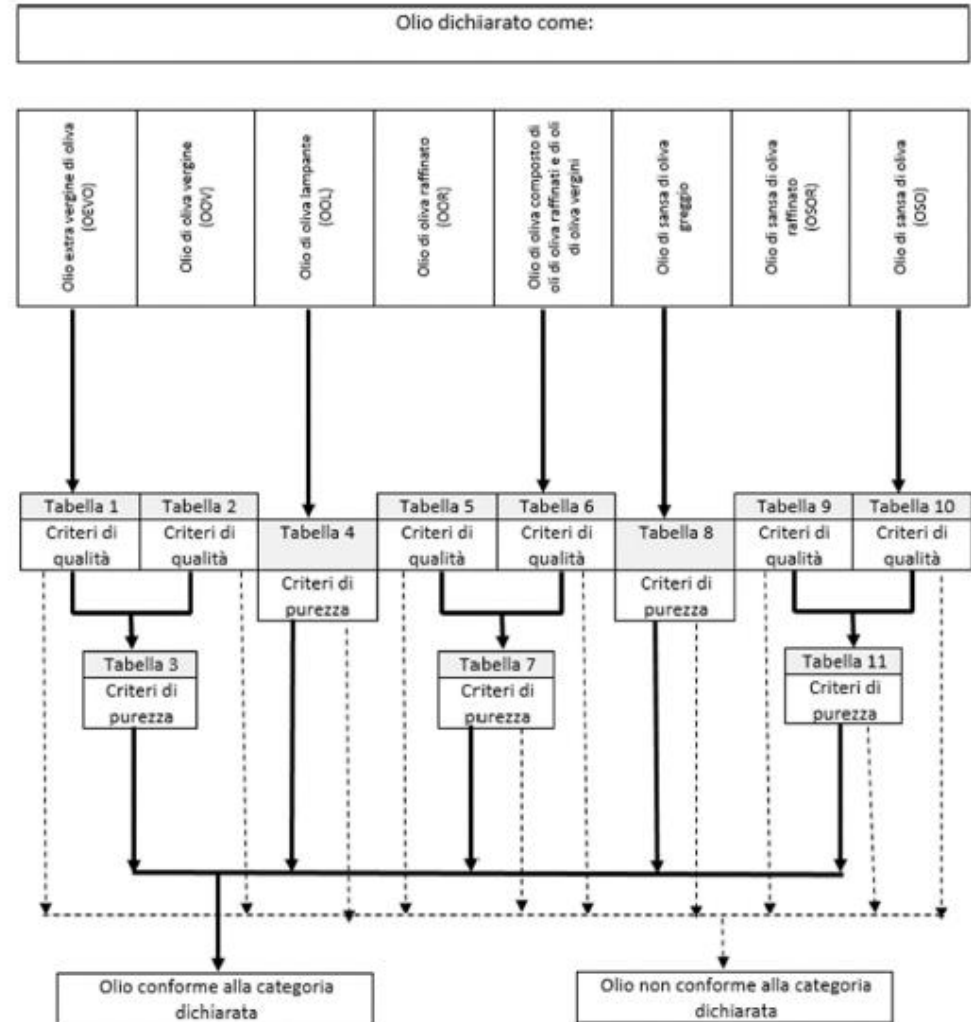 Olio dichiarato come:
Olio extra vergine di oliva
(OEVO)
Olio di oliva vergine
(OOV)
Olio di oliva lampante
(OOL)
Olio di oliva raffinato
(OOR)
Olio di oliva composto di
oli di oliva raffinati e di oli
di oliva vergini
Olio di sansa di oliva
greggio
Olio di sansa di oliva
raffinato
(OSOR)
Olio di sansa di oliva
(OSO)
Tabella 1
Criteri di
qualità
Tabella 2
Criteri di
qualità
Tabella 4
Criteri di
purezza
Tabella 5
Criteri di
qualità
Tabella 6
Criteri di
qualità
Tabella 8
Criteri di
purezza
Tabella 9
Criteri di
qualità
Tabella 10
Criteri di
qualità
Tabella 3
Criteri di
purezza
Tabella 7
Criteri di
purezza
Tabella 11
Criteri di
purezza
Olio conforme alla categoria
dichiarata
Olio non conforme alla categoria
dichiarata